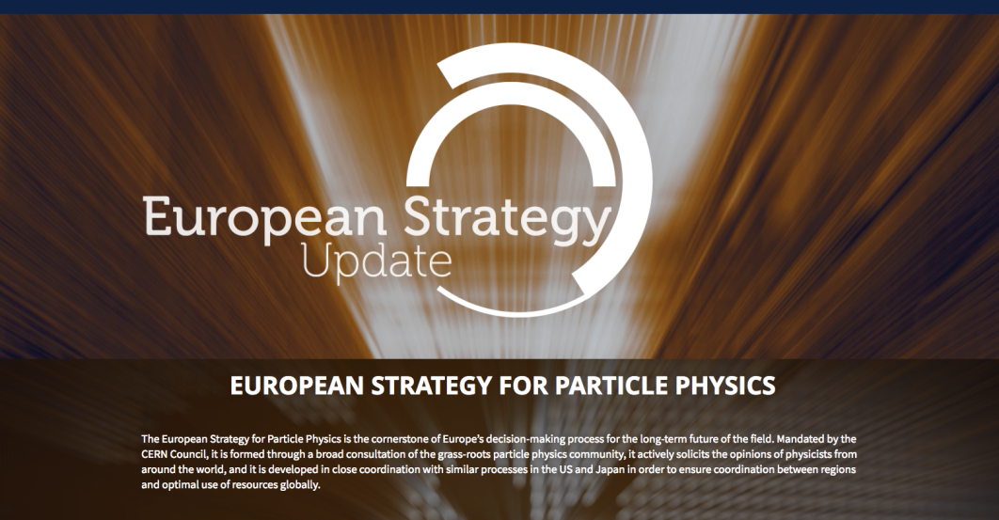 European Strategy
Update
EUROPEAN STRATEGY FOR PARTICLE PHYSICS
The European Strategy for Particle Physics is the cornerstone of Europe's decision-making process for the long-term future of the field. Mandated by the
CERN Council, it is formed through a broad consultation of the grass-roots particle physics community, it actively solicits the opinions of physicists from
around the world, and it is developed in close coordination with similar processes in the US and Japan in order to ensure coordination between regions
and optimal use of resources globally.